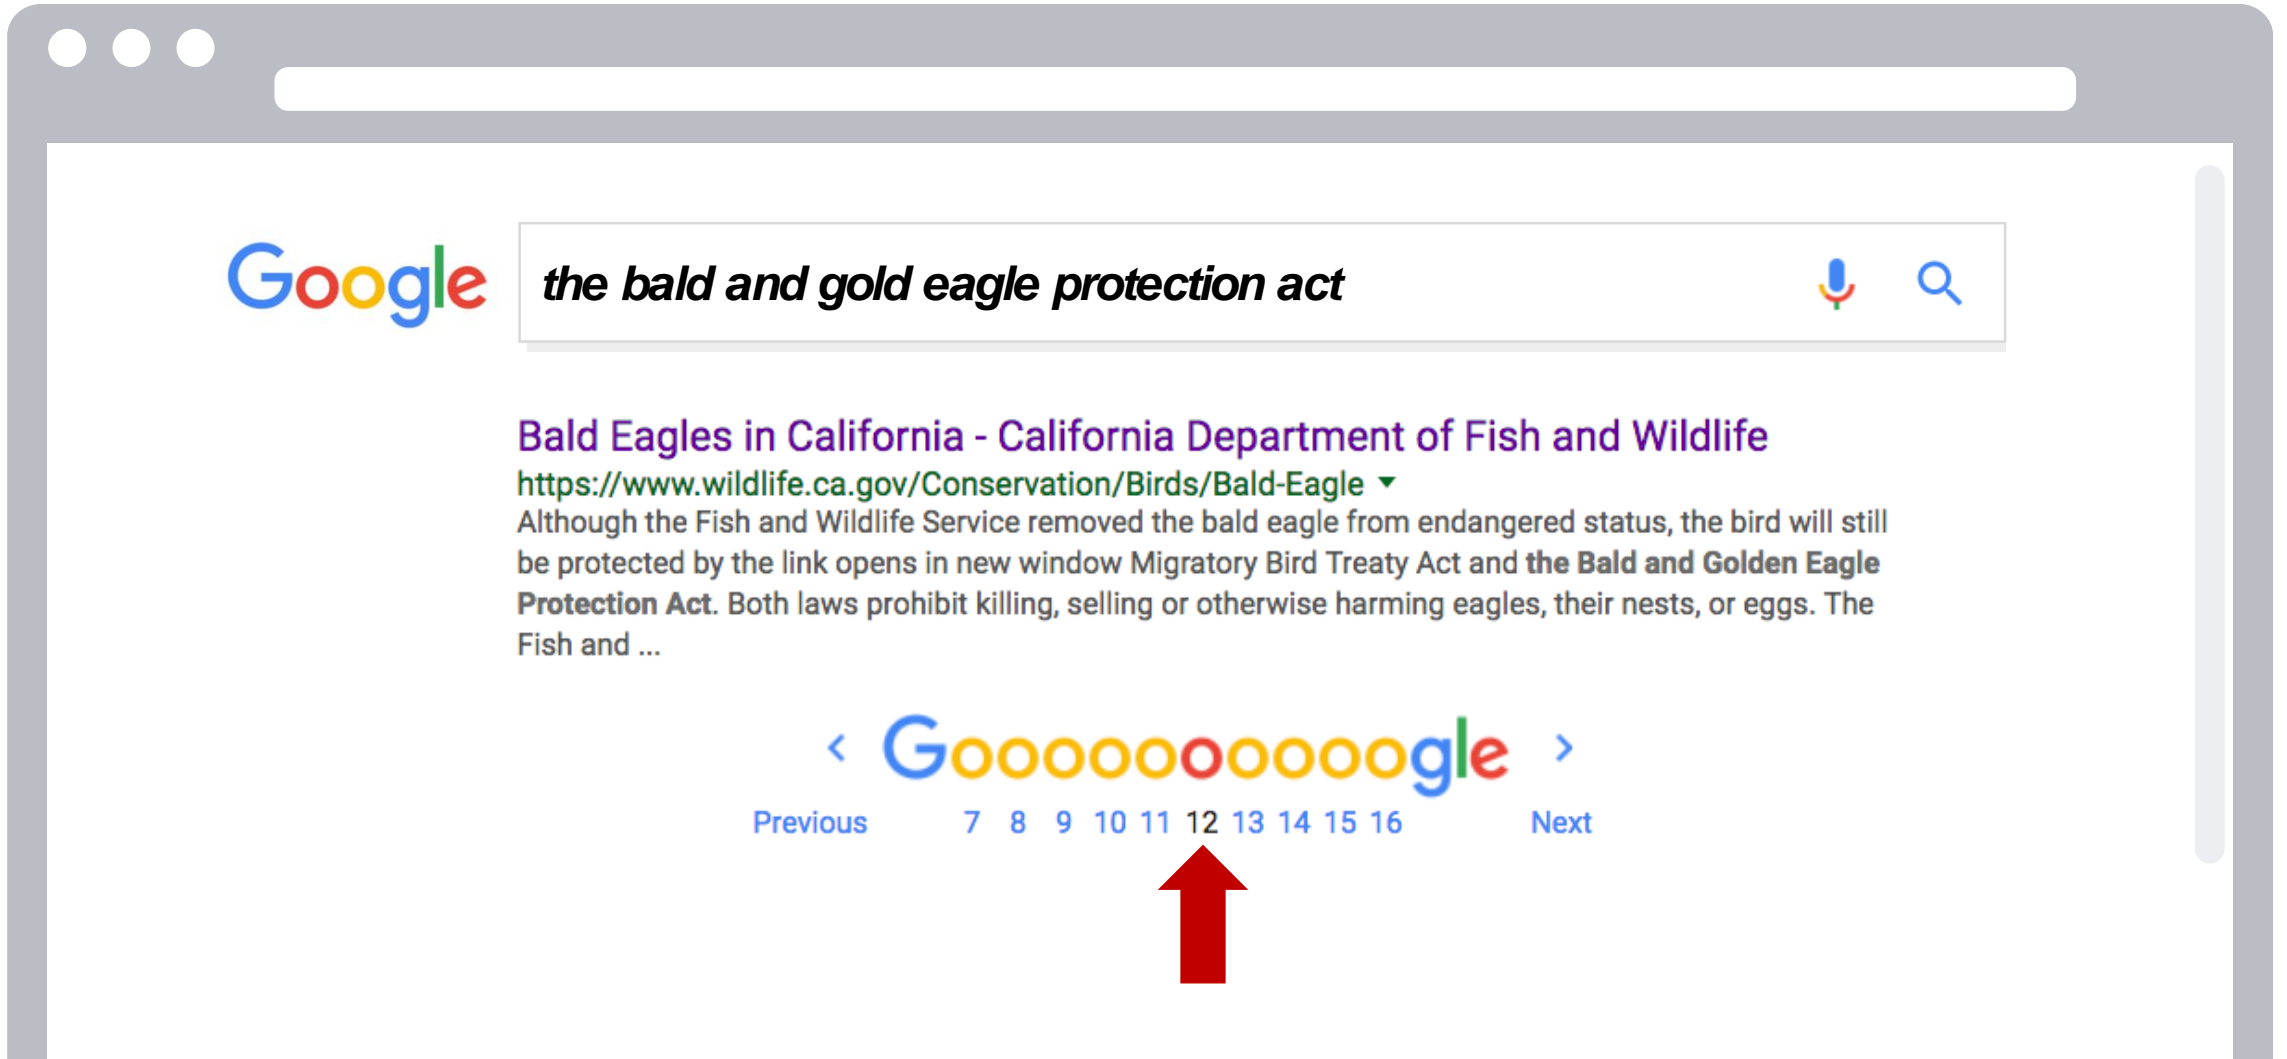 Google the bald and gold eagle protection act
Bald Eagles in California - California Department of Fish and Wildlife
https://www.wildlife.ca.gov/Conservation/Birds/Bald-Eagle
Although the Fish and Wildlife Service removed the bald eagle from endangered status, the bird will still
be protected by the link opens in new window Migratory Bird Treaty Act and the Bald and Golden Eagle
Protection Act. Both laws prohibit killing, selling or otherwise harming eagles, their nests, or eggs. The
Fish and ...
< Goooooooooogle >
Previous 7 8 9 10 11 12 13 14 15 16 Next